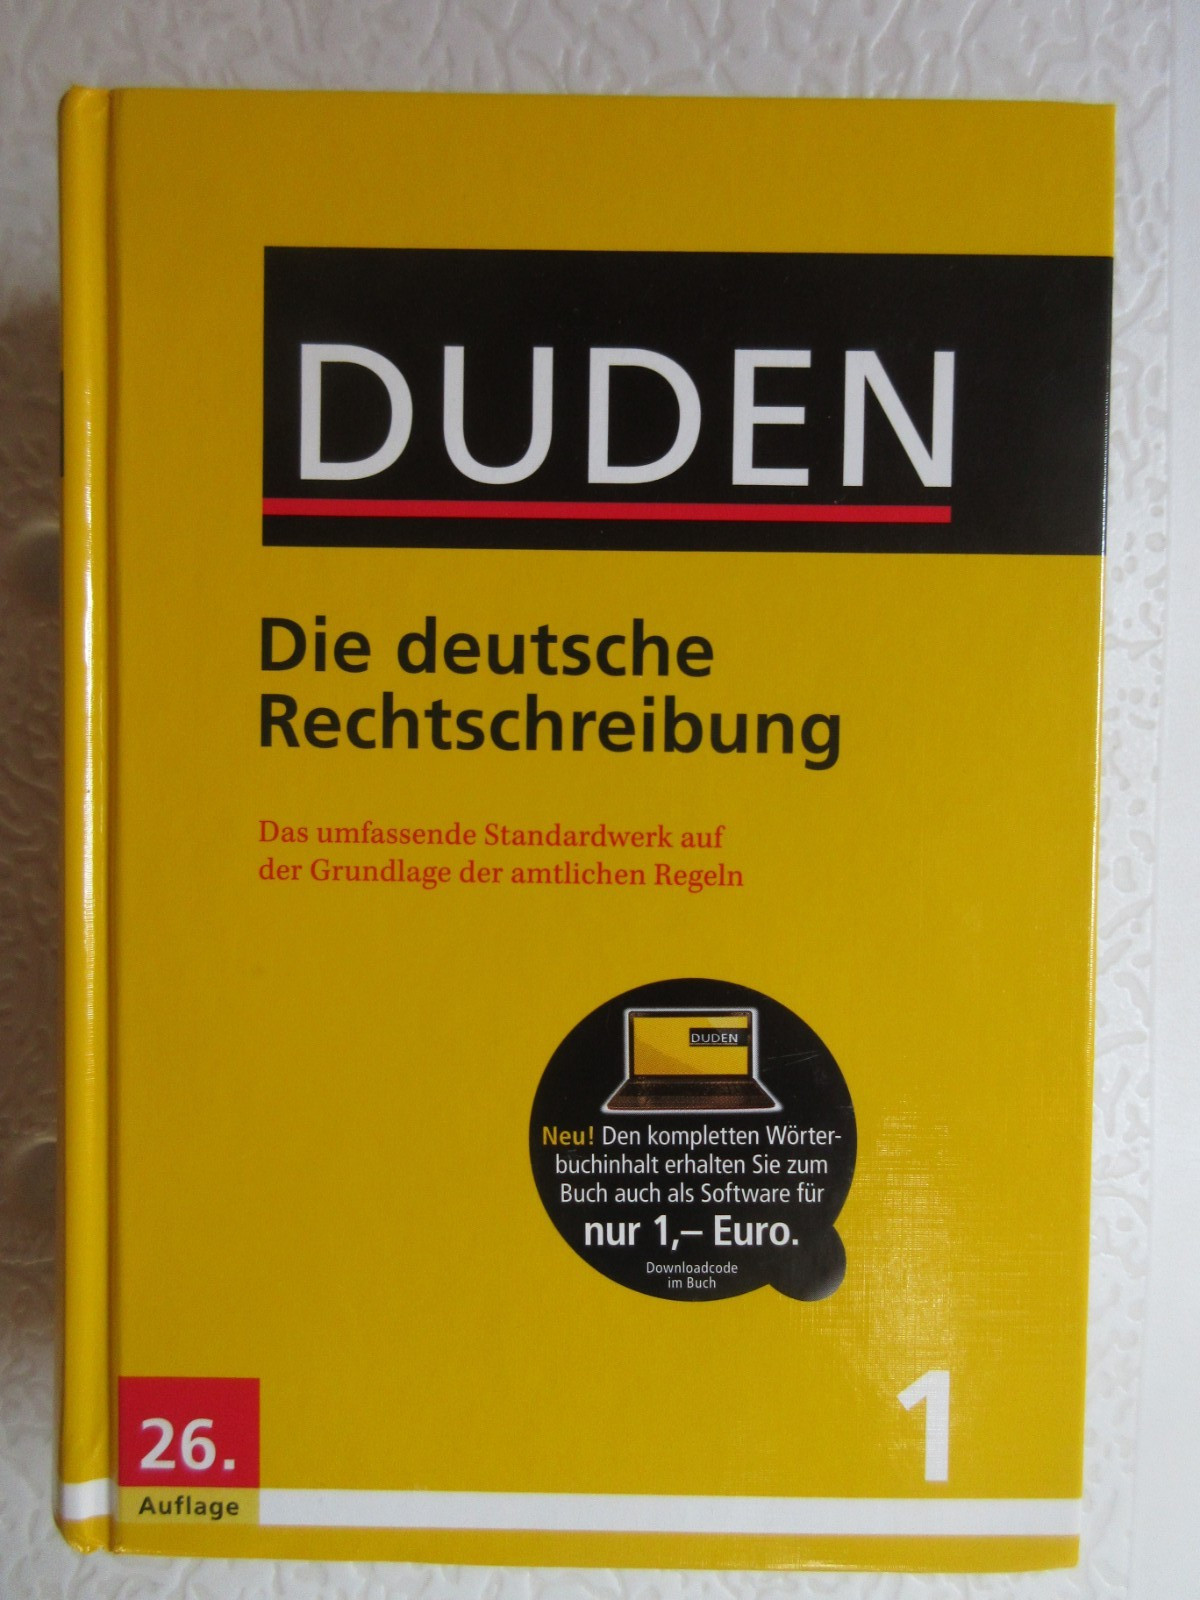 DUDEN
Die deutsche
Rechtschreibung
Das umfassende Standardwerk auf
der Grundlage der amtlichen Regeln
DUDEN
Neu! Den kompletten Wörter-
buchinhalt erhalten Sie zum
Buch auch als Software für
nur 1,– Euro.
Downloadcode
im Buch
1
26.
Auflage